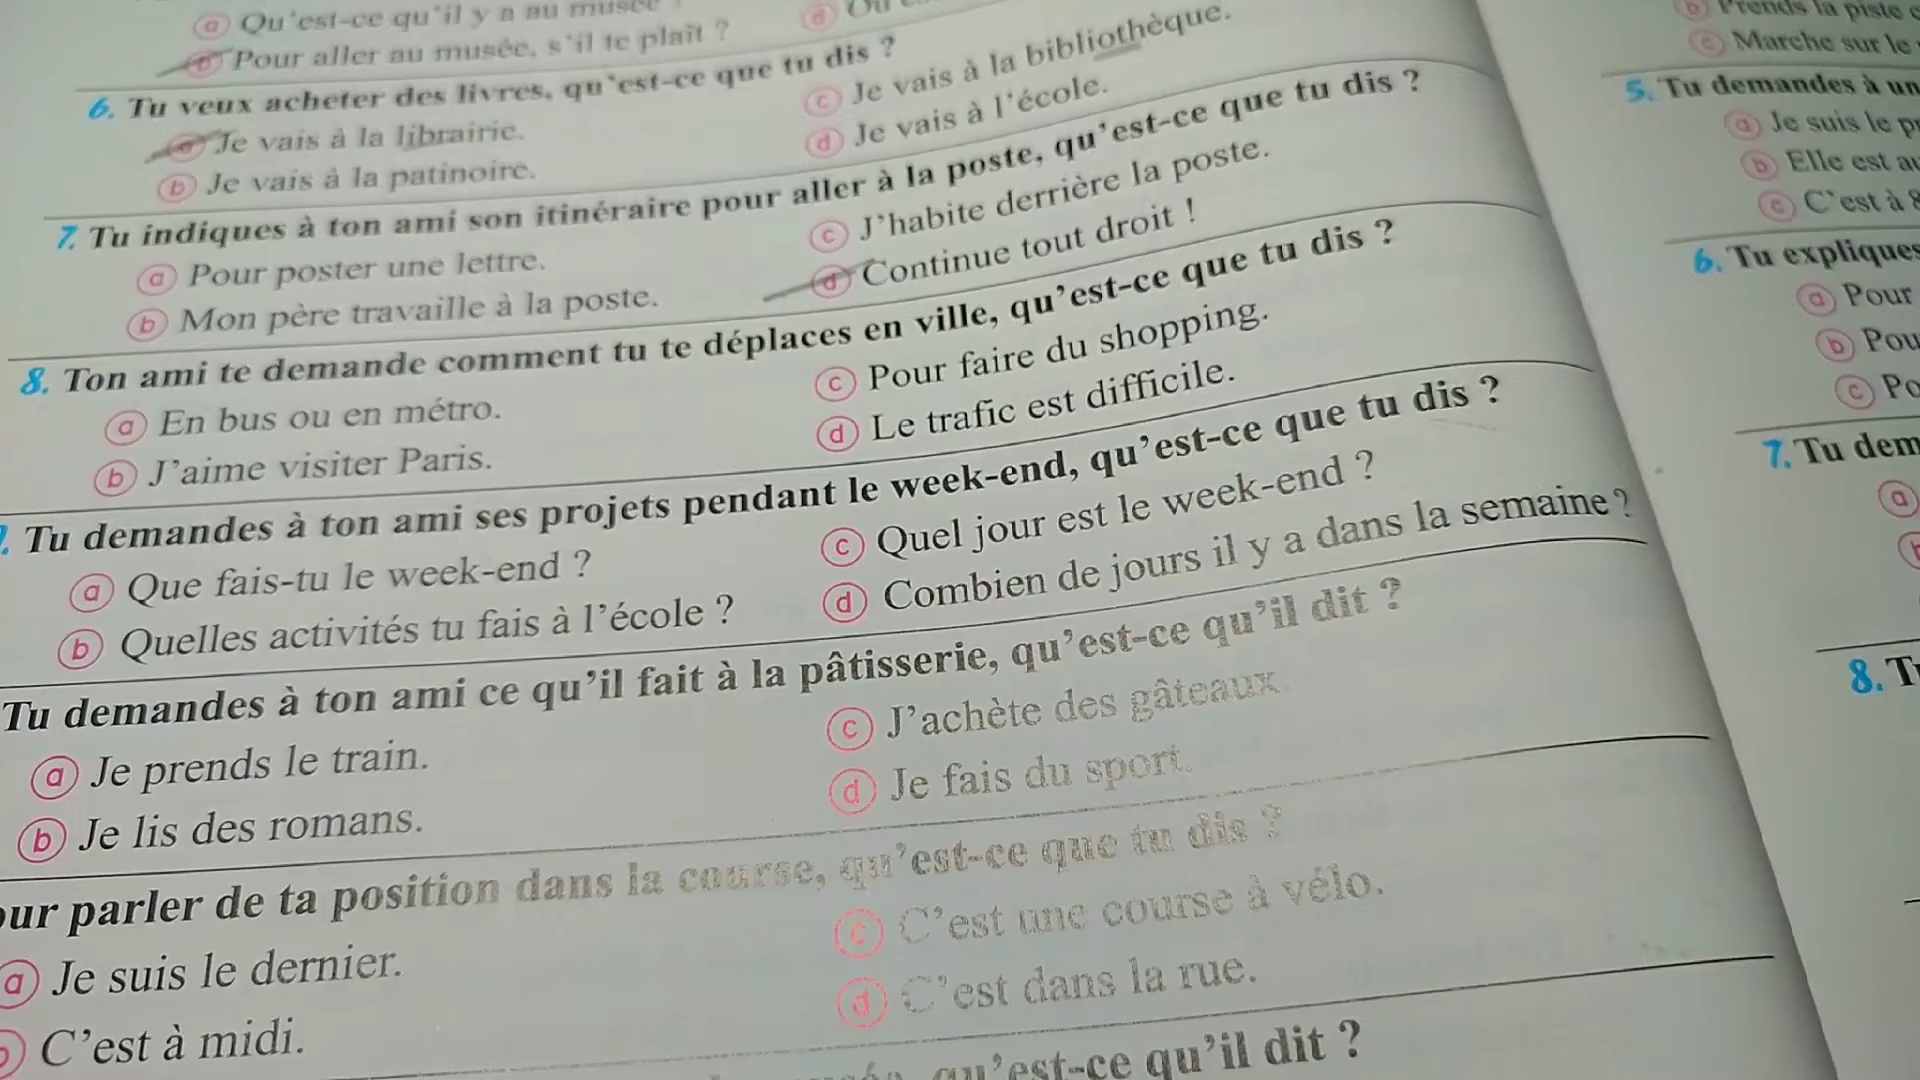 a Qu'est-ce qu'il y a au musée ?
b Pour aller au musée, s'il te plaît ?
d
6. Tu veux acheter des livres, qu'est-ce que tu dis ?
a Je vais à la librairie.
b Je vais à la patinoire.
c Je vais à la bibliothèque.
d Je vais à l'école.
7. Tu indiques à ton ami son itinéraire pour aller à la poste, qu'est-ce que tu dis ?
a Pour poster une lettre.
b Mon père travaille à la poste.
c J'habite derrière la poste.
d Continue tout droit !
8. Ton ami te demande comment tu te déplaces en ville, qu'est-ce que tu dis ?
a En bus ou en métro.
b J'aime visiter Paris.
c Pour faire du shopping.
d Le trafic est difficile.
Tu demandes à ton ami ses projets pendant le week-end, qu'est-ce que tu dis ?
a Que fais-tu le week-end ?
b Quelles activités tu fais à l'école ?
c Quel jour est le week-end ?
d Combien de jours il y a dans la semaine ?
Tu demandes à ton ami ce qu'il fait à la pâtisserie, qu'est-ce qu'il dit ?
a Je prends le train.
b Je lis des romans.
c J'achète des gâteaux.
d Je fais du sport.
our parler de ta position dans la course, qu'est-ce que tu dis ?
a Je suis le dernier.
b C'est à midi.
c C'est une course à vélo.
d C'est dans la rue.
qu'est-ce qu'il dit ?
b Prends la piste c
c Marche sur le
5. Tu demandes à un
a Je suis le pr
b Elle est au
c C'est à 8
6. Tu expliques
a Pour
b Pou
c Po
7. Tu dem
a
8. T